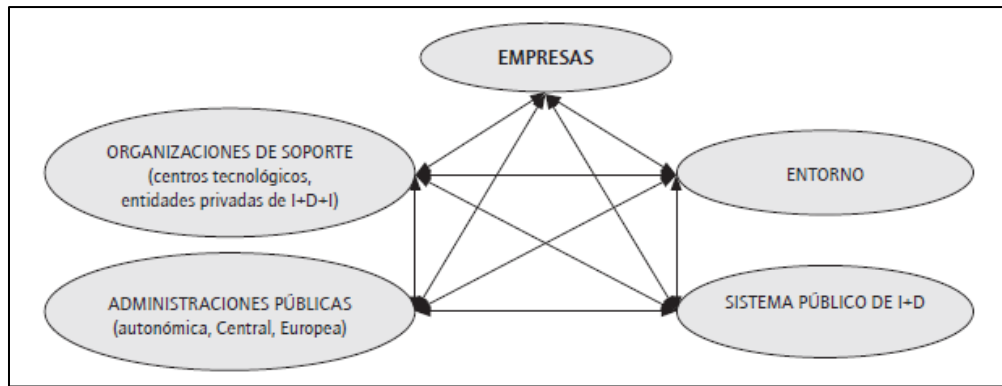 EMPRESAS
ORGANIZACIONES DE SOPORTE
(centros tecnológicos,
entidades privadas de I+D+I)
ENTORNO
ADMINISTRACIONES PÚBLICAS
(autonómica, Central, Europea)
SISTEMA PÚBLICO DE I+D